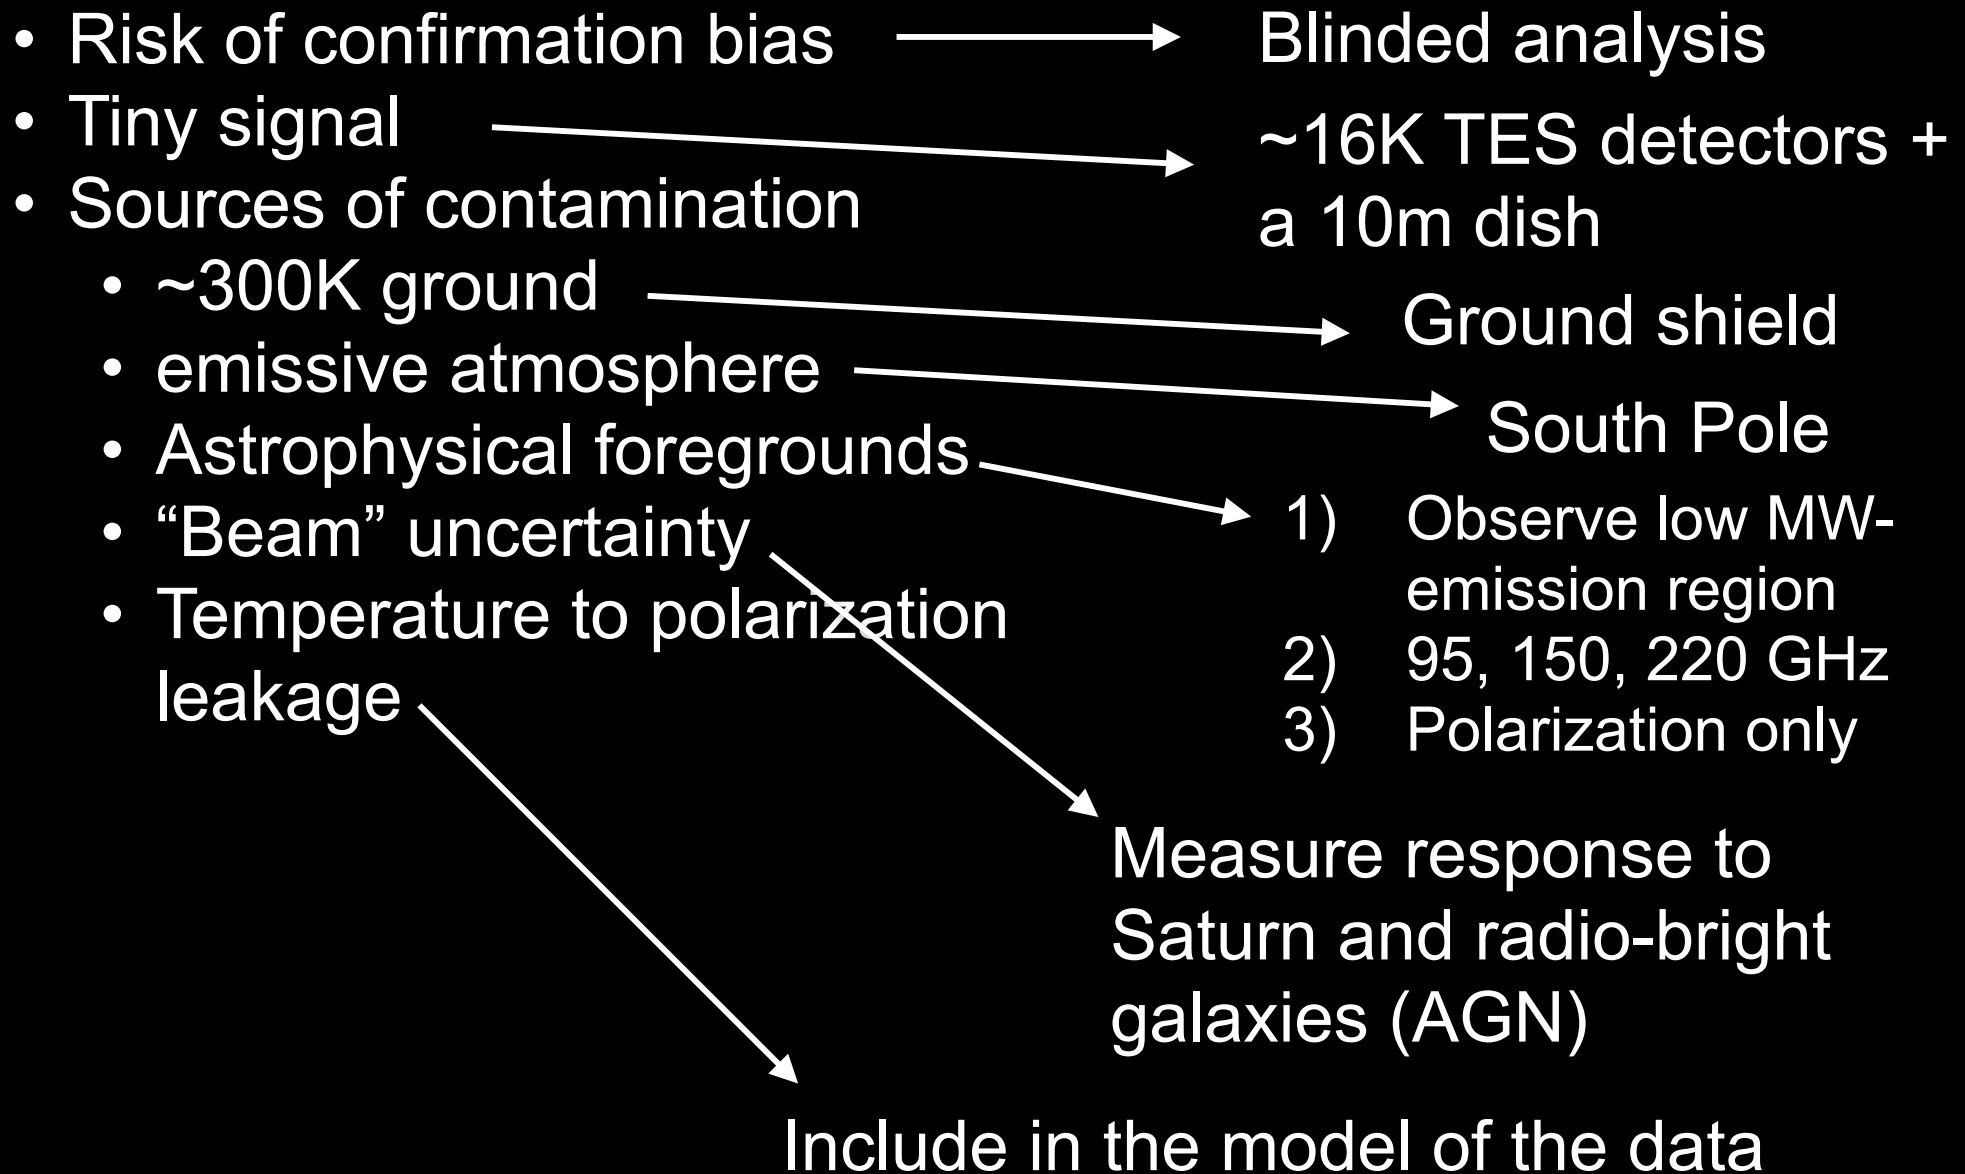 • Risk of confirmation bias
• Tiny signal
• Sources of contamination
• ~300K ground
• emissive atmosphere
• Astrophysical foregrounds
• “Beam” uncertainty
• Temperature to polarization
leakage
Blinded analysis
~16K TES detectors +
a 10m dish
Ground shield
South Pole
1) Observe low MW-
emission region
2) 95, 150, 220 GHz
3) Polarization only
Measure response to
Saturn and radio-bright
galaxies (AGN)
Include in the model of the data